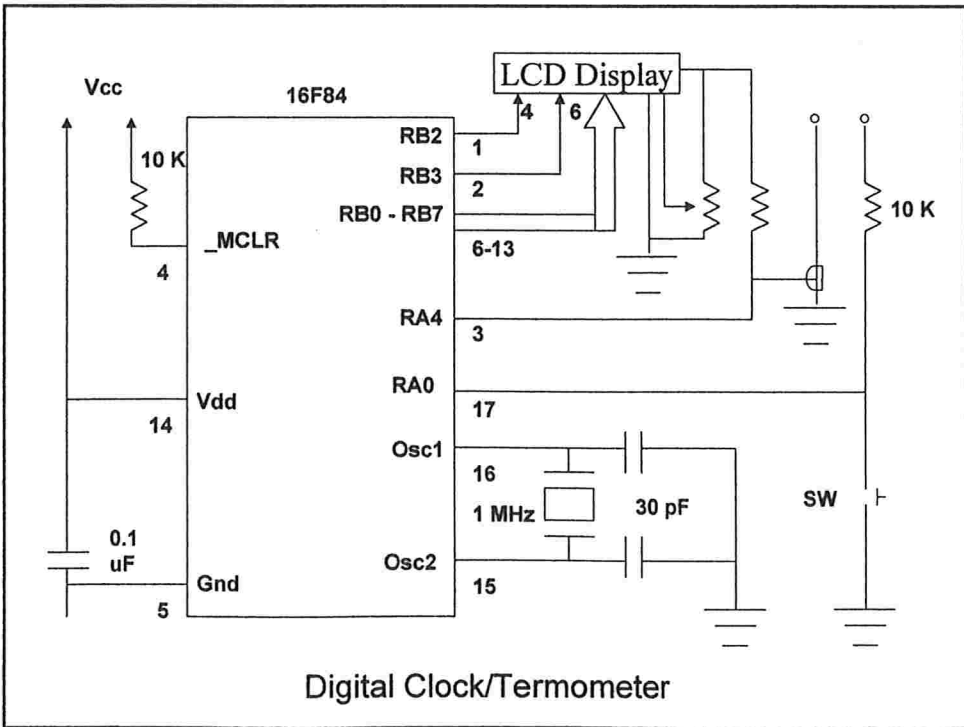 LCD Display
Vcc
16F84
4
6
RB2
1
10 K
RB3
2
RB0 - RB7
10 K
_MCLR
6-13
4
RA4
3
RA0
Vdd
17
14
Osc1
16
SW
1 MHz
30 pF
0.1
uF
Osc2
Gnd
15
5
Digital Clock/Termometer